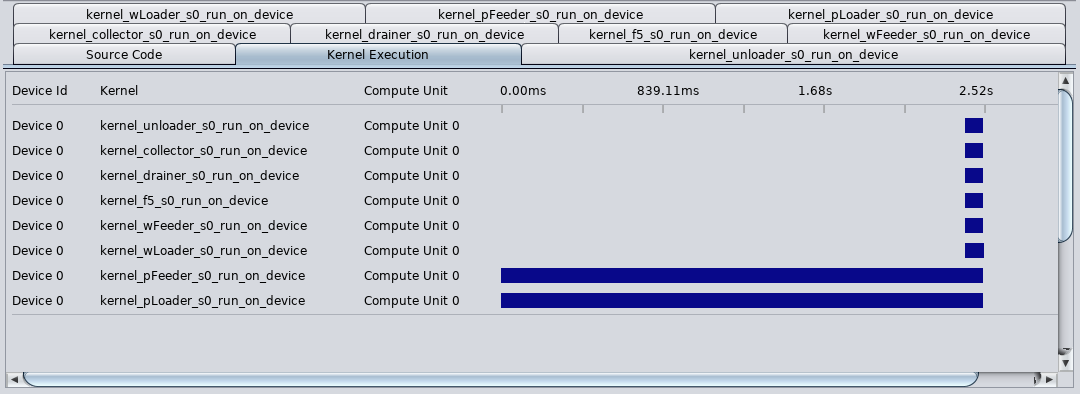 kernel_wLoader_s0_run_on_device kernel_pFeeder_s0_run_on_device kernel_pLoader_s0_run_on_device
kernel_collector_s0_run_on_device kernel_drainer_s0_run_on_device kernel_f5_s0_run_on_device kernel_wFeeder_s0_run_on_device
Source Code Kernel Execution kernel_unloader_s0_run_on_device
Device Id Kernel Compute Unit 0.00ms 839.11ms 1.68s 2.52s
Device 0 kernel_unloader_s0_run_on_device Compute Unit 0
Device 0 kernel_collector_s0_run_on_device Compute Unit 0
Device 0 kernel_drainer_s0_run_on_device Compute Unit 0
Device 0 kernel_f5_s0_run_on_device Compute Unit 0
Device 0 kernel_wFeeder_s0_run_on_device Compute Unit 0
Device 0 kernel_wLoader_s0_run_on_device Compute Unit 0
Device 0 kernel_pFeeder_s0_run_on_device Compute Unit 0
Device 0 kernel_pLoader_s0_run_on_device Compute Unit 0